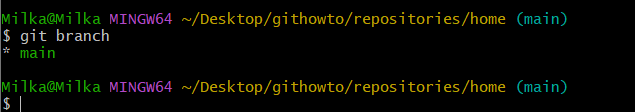 Milka@Milka MINGW64 ~/Desktop/githowto/repositories/home (main)
$ git branch
* main
Milka@Milka MINGW64 ~/Desktop/githowto/repositories/home (main)
$